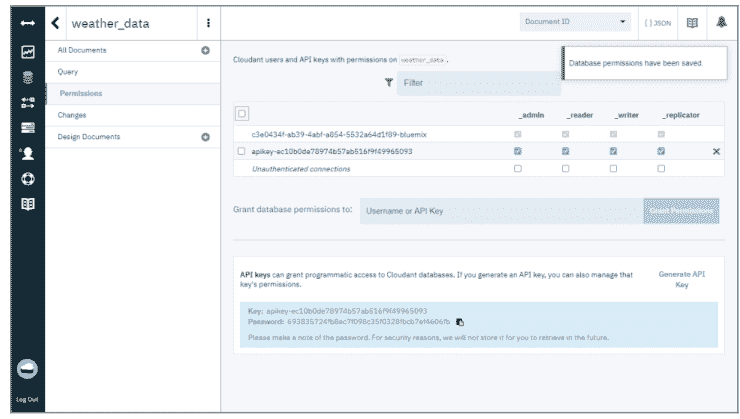 weather_data
Document ID
{ } JSON
All Documents
Query
Permissions
Changes
Design Documents
Log Out
Cloudant users and API keys with permissions on weather_data .
Database permissions have been saved.
Filter
_admin _reader _writer _replicator
c3e0434f-ab39-4abf-a854-5532a64d1f89-bluemix
apikey-ec10b0de78974b57ab516f9f49965093
Unauthenticated connections
Grant database permissions to:
Username or API Key
Grant Permissions
API keys can grant programmatic access to Cloudant databases. If you generate an API key, you can also manage that
key's permissions.
Generate API
Key
Key: apikey-ec10b0de78974b57ab516f9f49965093
Password:
Please make a note of the password. For security reasons, we will not store it for you to retrieve in the future.